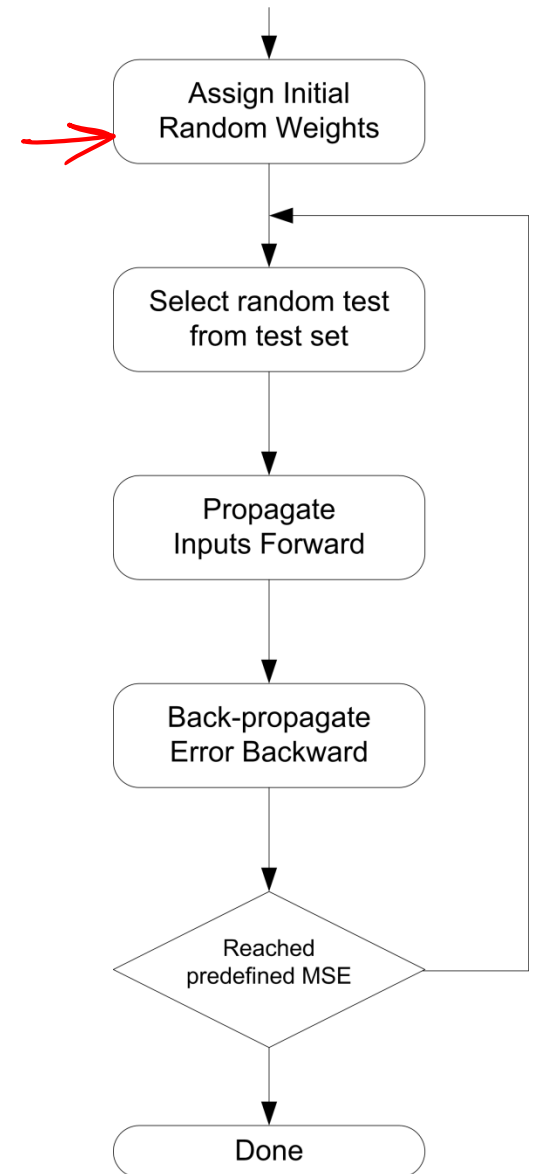 Assign Initial
Random Weights
Select random test
from test set
Propagate
Inputs Forward
Back-propagate
Error Backward
Reached
predefined MSE
Done